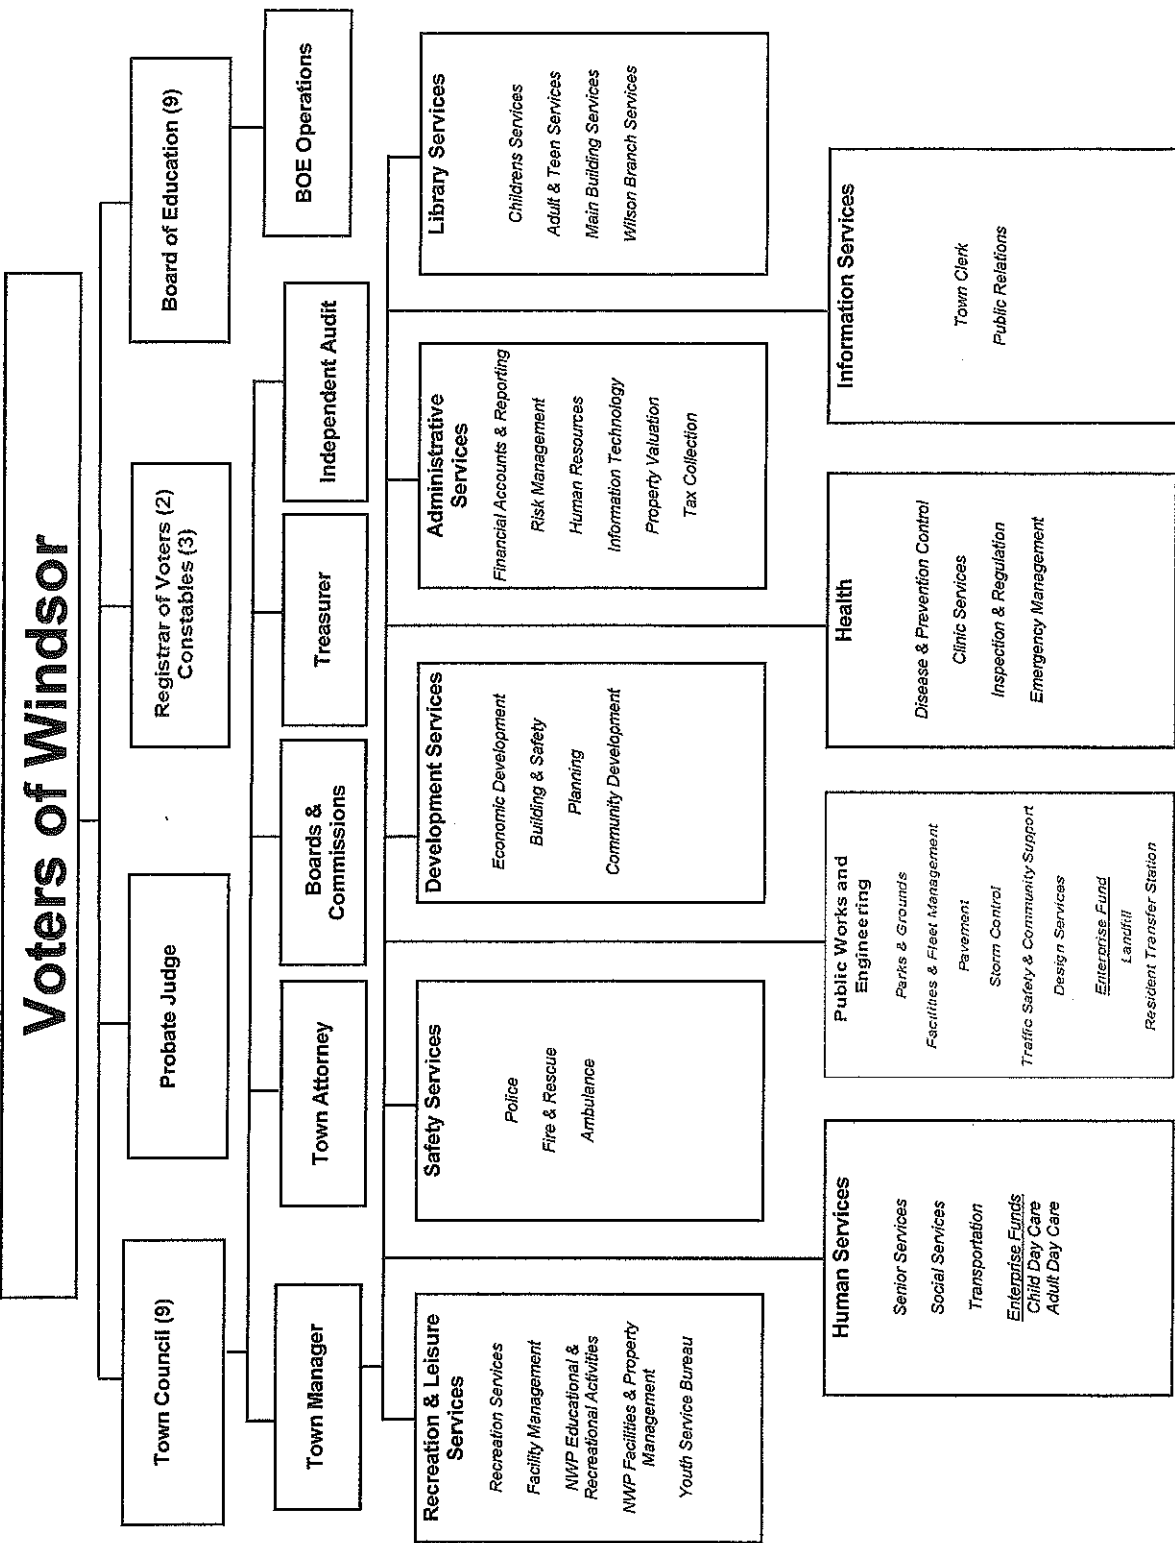 Voters of Windsor
Town Council (9)
Probate Judge
Registrar of Voters (2)
Constables (3)
Board of Education (9)
Town Manager
Town Attorney
Boards &
Commissions
Treasurer
Independent Audit
BOE Operations
Recreation & Leisure
Services
Recreation Services
Facility Management
NWP Educational &
Recreational Activities
NWP Facilities & Property
Management
Youth Service Bureau
Safety Services
Police
Fire & Rescue
Ambulance
Development Services
Economic Development
Building & Safety
Planning
Community Development
Administrative
Services
Financial Accounts & Reporting
Risk Management
Human Resources
Information Technology
Property Valuation
Tax Collection
Library Services
Childrens Services
Adult & Teen Services
Main Building Services
Wilson Branch Services
Human Services
Senior Services
Social Services
Transportation
Enterprise Funds
Child Day Care
Adult Day Care
Public Works and
Engineering
Parks & Grounds
Facilities & Fleet Management
Pavement
Storm Control
Traffic Safety & Community Support
Design Services
Enterprise Fund
Landfill
Resident Transfer Station
Health
Disease & Prevention Control
Clinic Services
Inspection & Regulation
Emergency Management
Information Services
Town Clerk
Public Relations